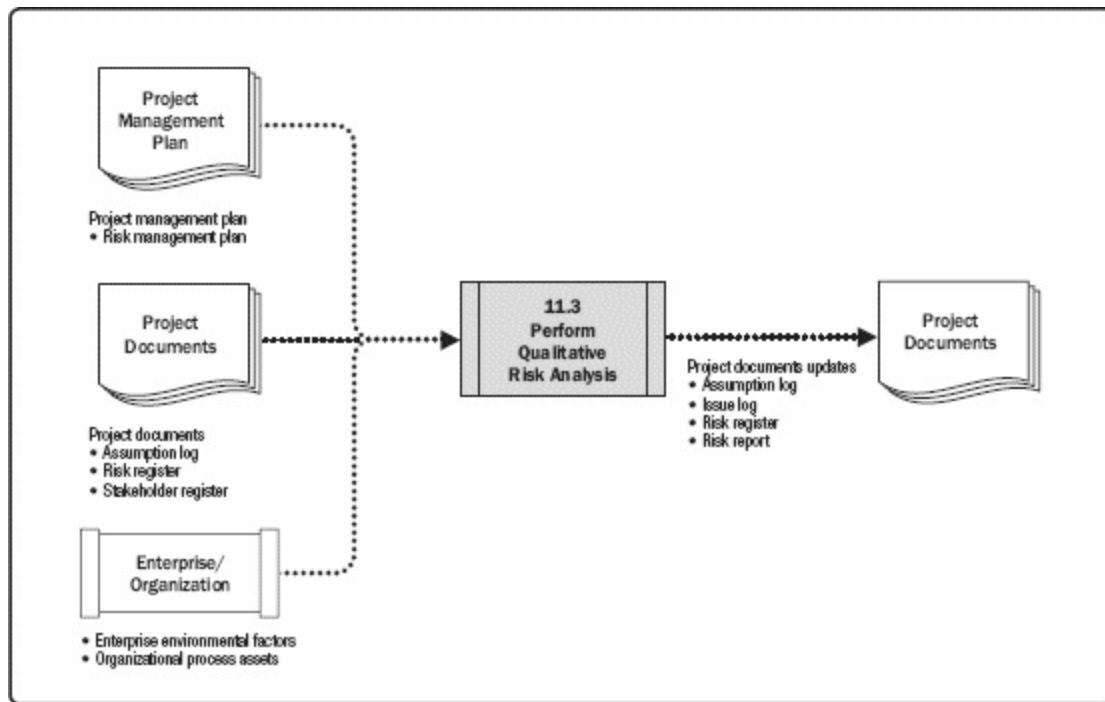 Project
Management
Plan
Project management plan
• Risk management plan
Project
Documents
Project documents
• Assumption log
• Risk register
• Stakeholder register
Enterprise/
Organization
• Enterprise environmental factors
• Organizational process assets
11.3
Perform
Qualitative
Risk Analysis
Project documents updates
• Assumption log
• Issue log
• Risk register
• Risk report
Project
Documents